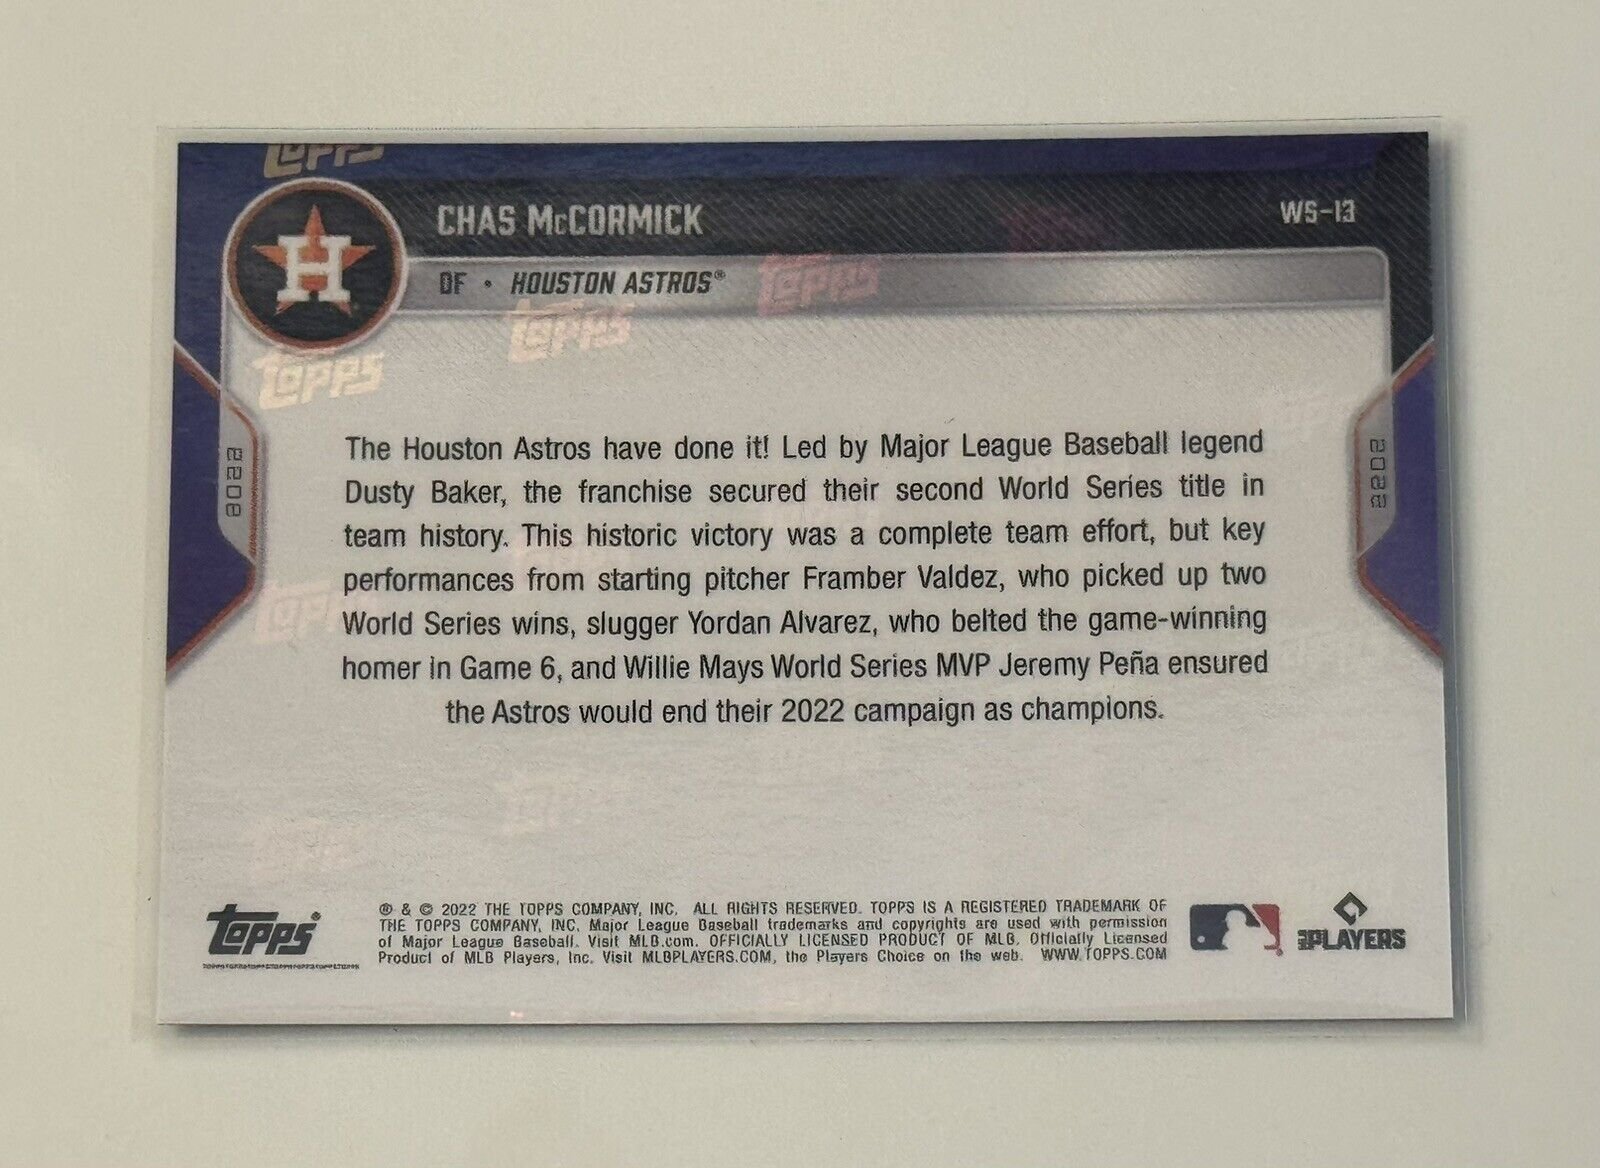 CHAS McCORMICK
WS-13
OF • HOUSTON ASTROS®
H
2022
2022
The Houston Astros have done it! Led by Major League Baseball legend
Dusty Baker, the franchise secured their second World Series title in
team history. This historic victory was a complete team effort, but key
performances from starting pitcher Framber Valdez, who picked up two
World Series wins, slugger Yordan Alvarez, who belted the game-winning
homer in Game 6, and Willie Mays World Series MVP Jeremy Peña ensured
the Astros would end their 2022 campaign as champions.
Topps®
® & © 2022 THE TOPPS COMPANY, INC. ALL RIGHTS RESERVED. TOPPS IS A REGISTERED TRADEMARK OF
THE TOPPS COMPANY, INC. Major League Baseball trademarks and copyrights are used with permission
of Major League Baseball. Visit MLB.com. OFFICIALLY LICENSED PRODUCT OF MLB. Officially Licensed
Product of MLB Players, Inc. Visit MLBPLAYERS.COM, the Players Choice on the web. WWW.TOPPS.COM
MLB PLAYERS
Topps
Topps
Topps
Topps
Topps